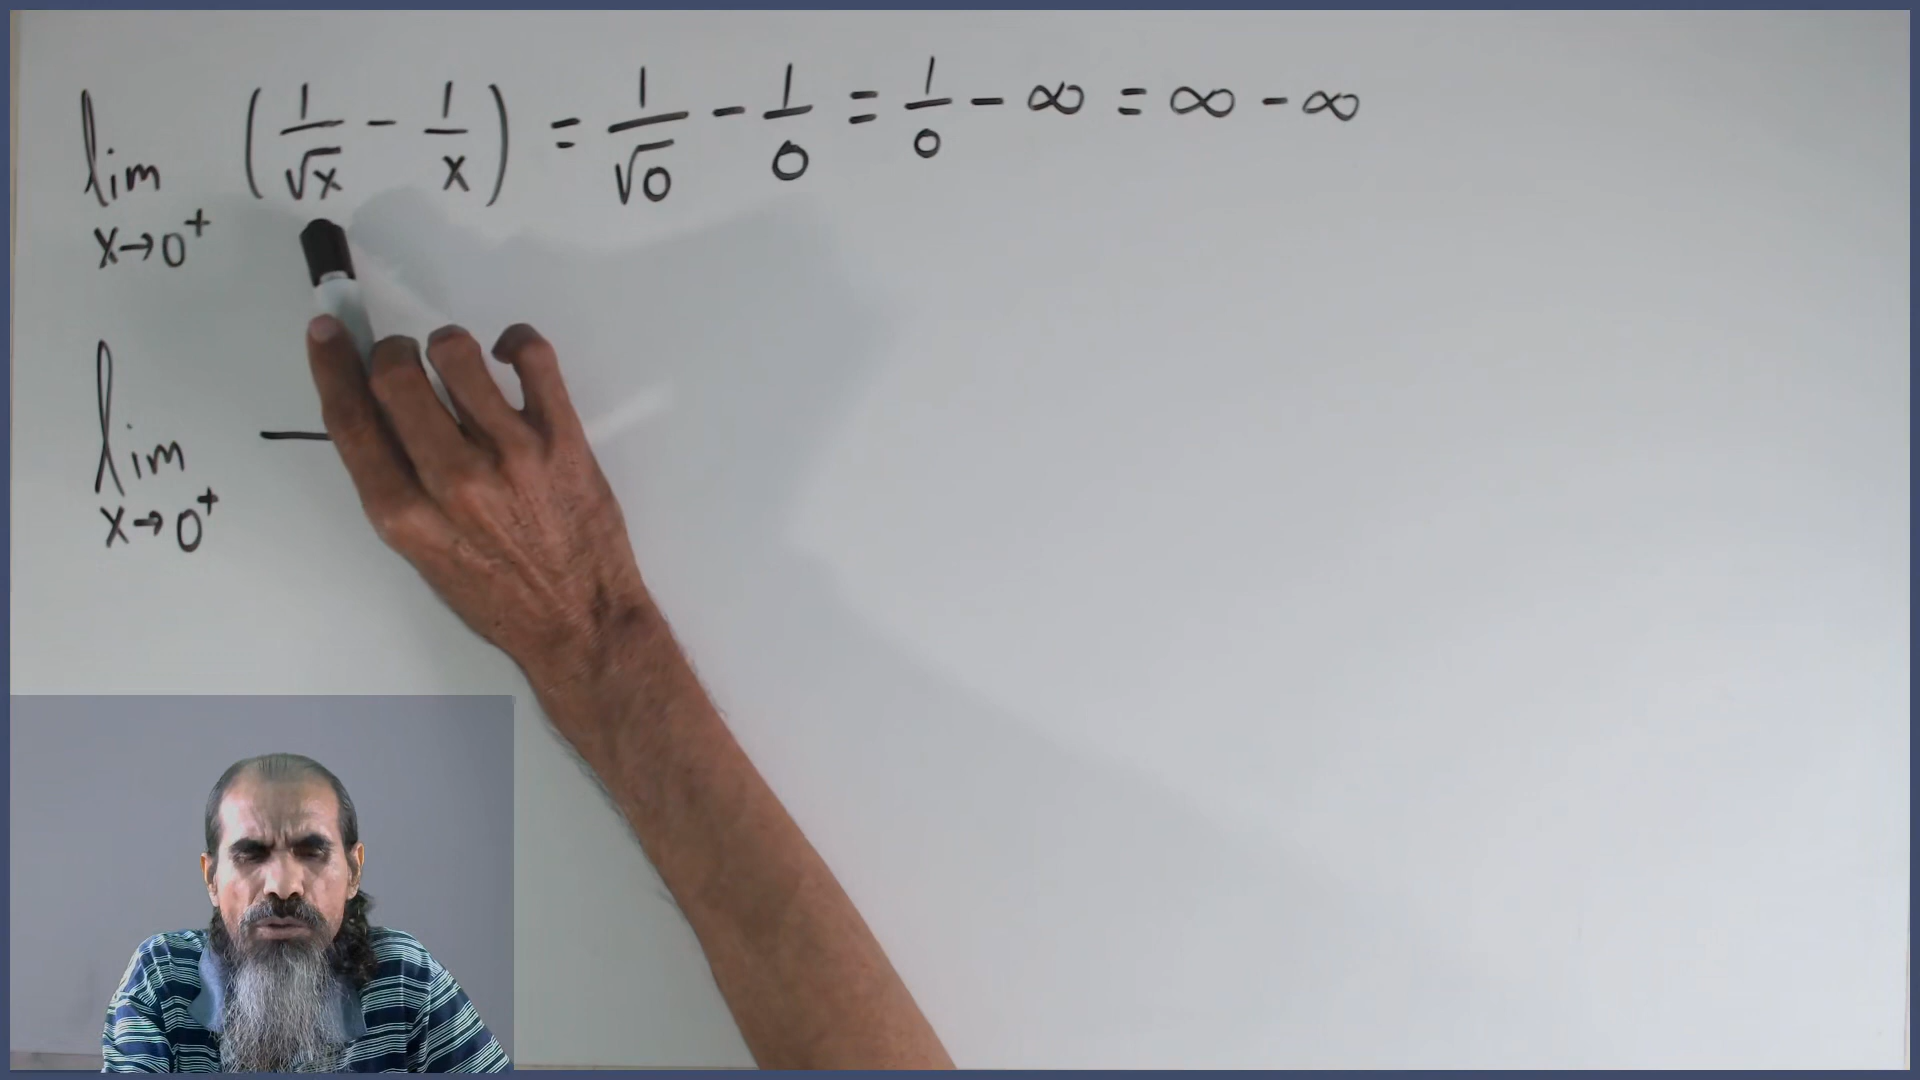 lim x→0⁺ (1/√x - 1/x) = 1/√0 - 1/0 = 1/0 - ∞ = ∞ - ∞
lim x→0⁺